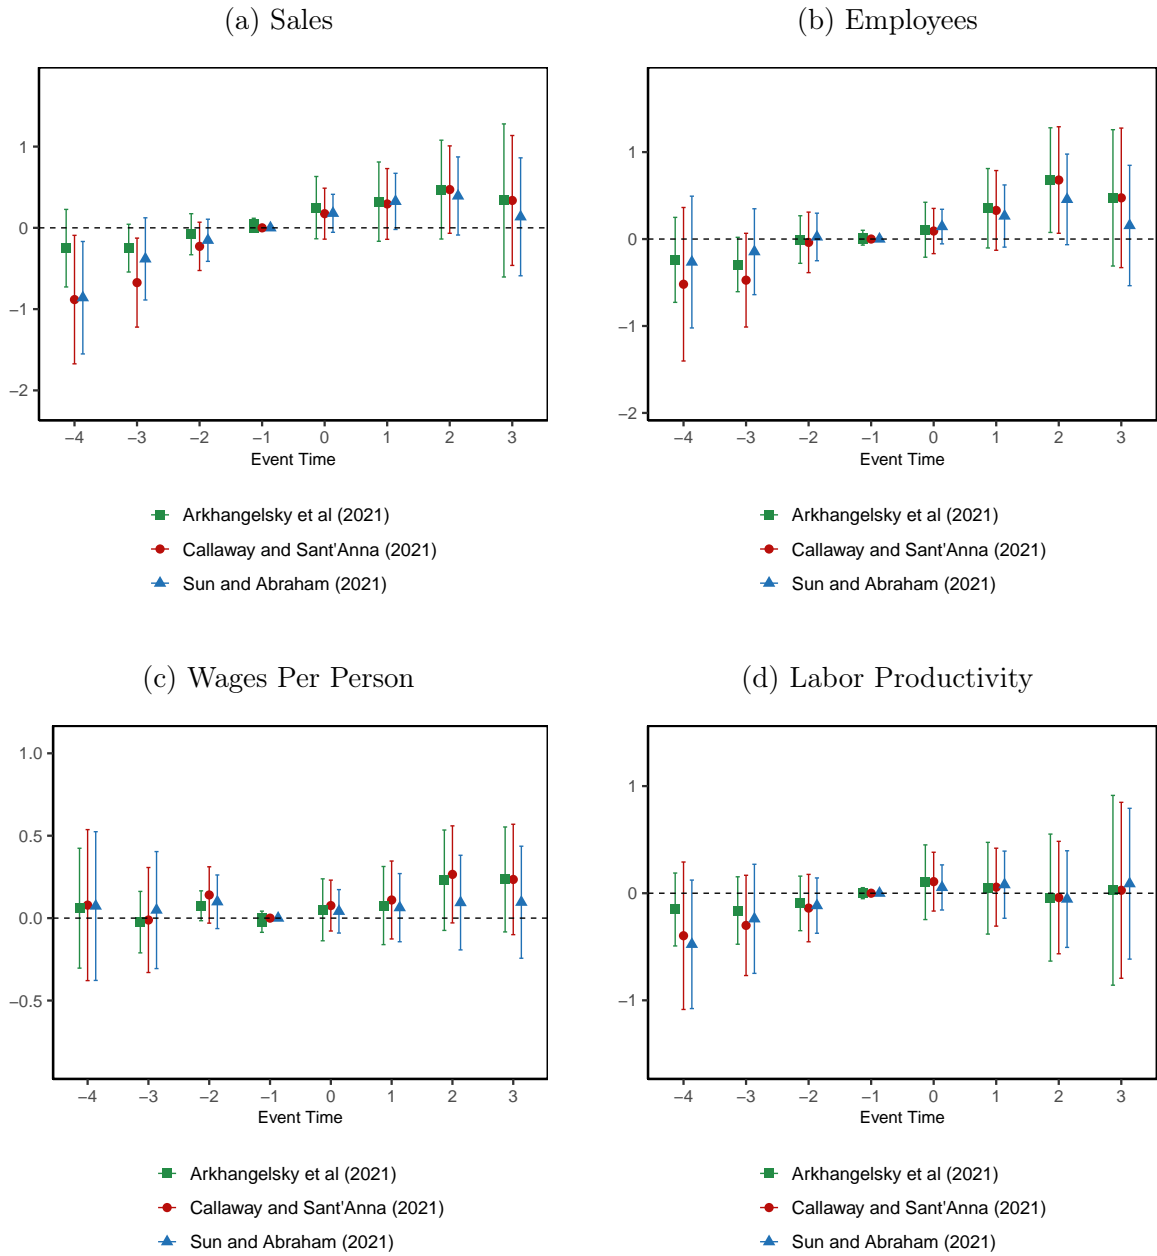 (a) Sales
1
0
−1
−2
−4 −3 −2 −1 0 1 2 3
Event Time
Arkhangelsky et al (2021)
Callaway and Sant'Anna (2021)
Sun and Abraham (2021)
(b) Employees
1
0
−1
−2
−4 −3 −2 −1 0 1 2 3
Event Time
Arkhangelsky et al (2021)
Callaway and Sant'Anna (2021)
Sun and Abraham (2021)
(c) Wages Per Person
1.0
0.5
0.0
−0.5
−4 −3 −2 −1 0 1 2 3
Event Time
Arkhangelsky et al (2021)
Callaway and Sant'Anna (2021)
Sun and Abraham (2021)
(d) Labor Productivity
1
0
−1
−4 −3 −2 −1 0 1 2 3
Event Time
Arkhangelsky et al (2021)
Callaway and Sant'Anna (2021)
Sun and Abraham (2021)